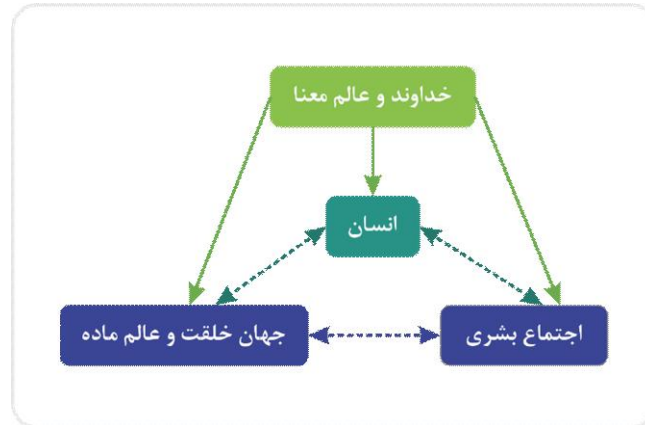 خداوند و عالم معنا
انسان
اجتماع بشری
جهان خلقت و عالم ماده